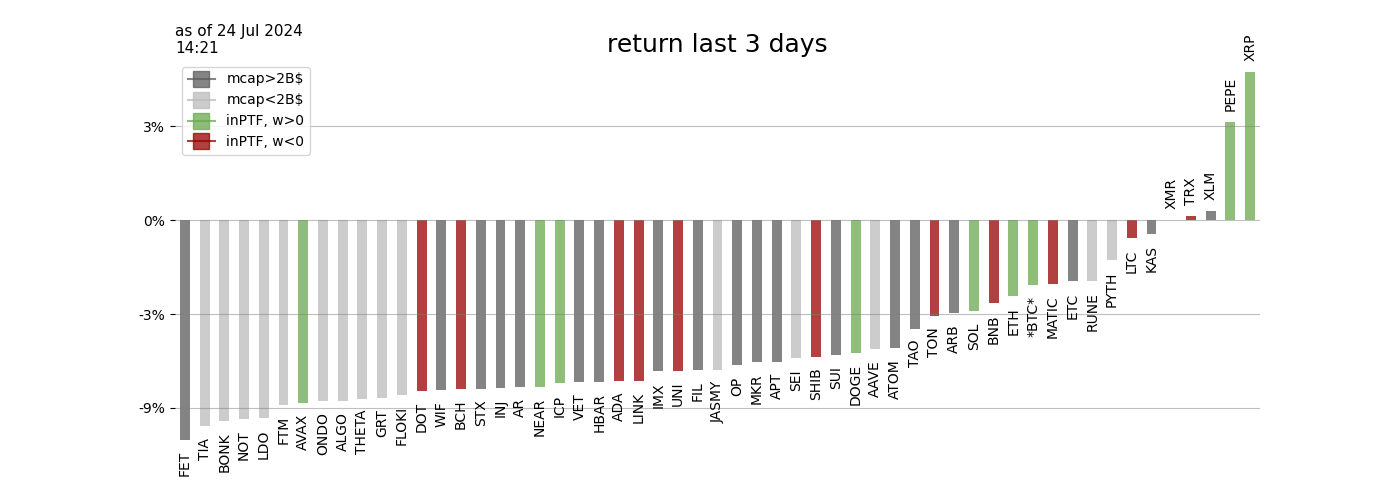 as of 24 Jul 2024
14:21
return last 3 days
mcap>2B$
mcap<2B$
inPTF, w>0
inPTF, w<0
3%
0%
-3%
-9%
FET
TIA
BONK
NOT
LDO
FTM
AVAX
ONDO
ALGO
THETA
GRT
FLOKI
DOT
WIF
BCH
STX
INJ
AR
NEAR
ICP
VET
HBAR
ADA
LINK
IMX
UNI
FIL
JASMY
OP
MKR
APT
SEI
SHIB
SUI
DOGE
AAVE
ATOM
TAO
TON
ARB
SOL
BNB
ETH
*BTC*
MATIC
ETC
RUNE
PYTH
LTC
KAS
XMR
TRX
XLM
PEPE
XRP